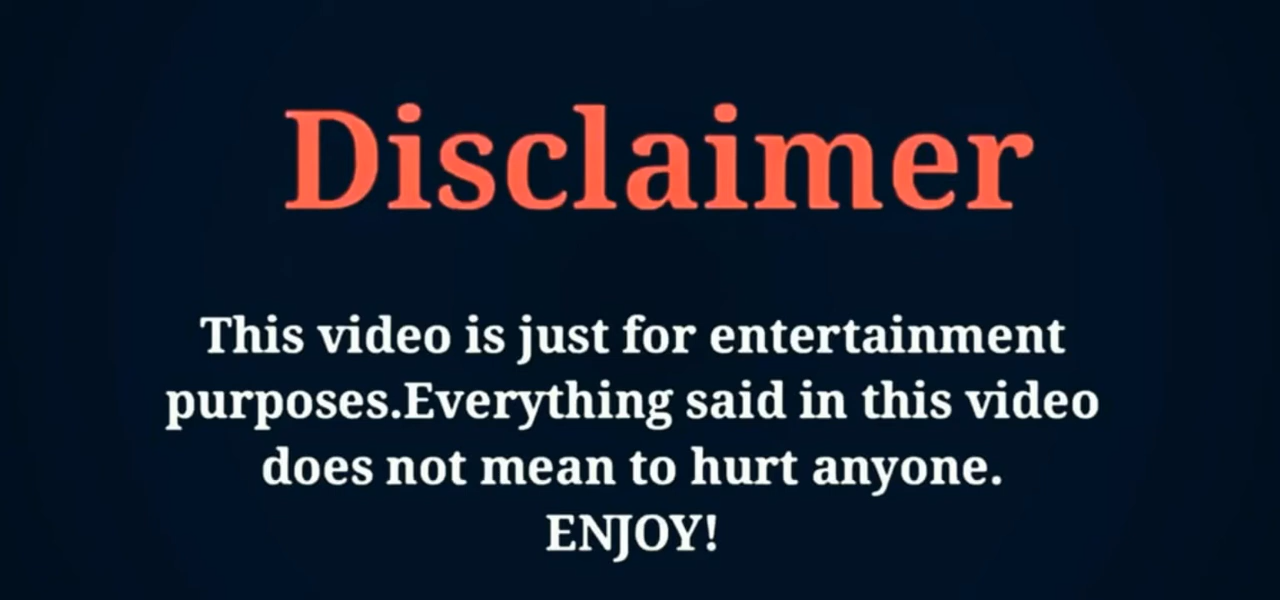 Disclaimer
This video is just for entertainment
purposes.Everything said in this video
does not mean to hurt anyone.
ENJOY!